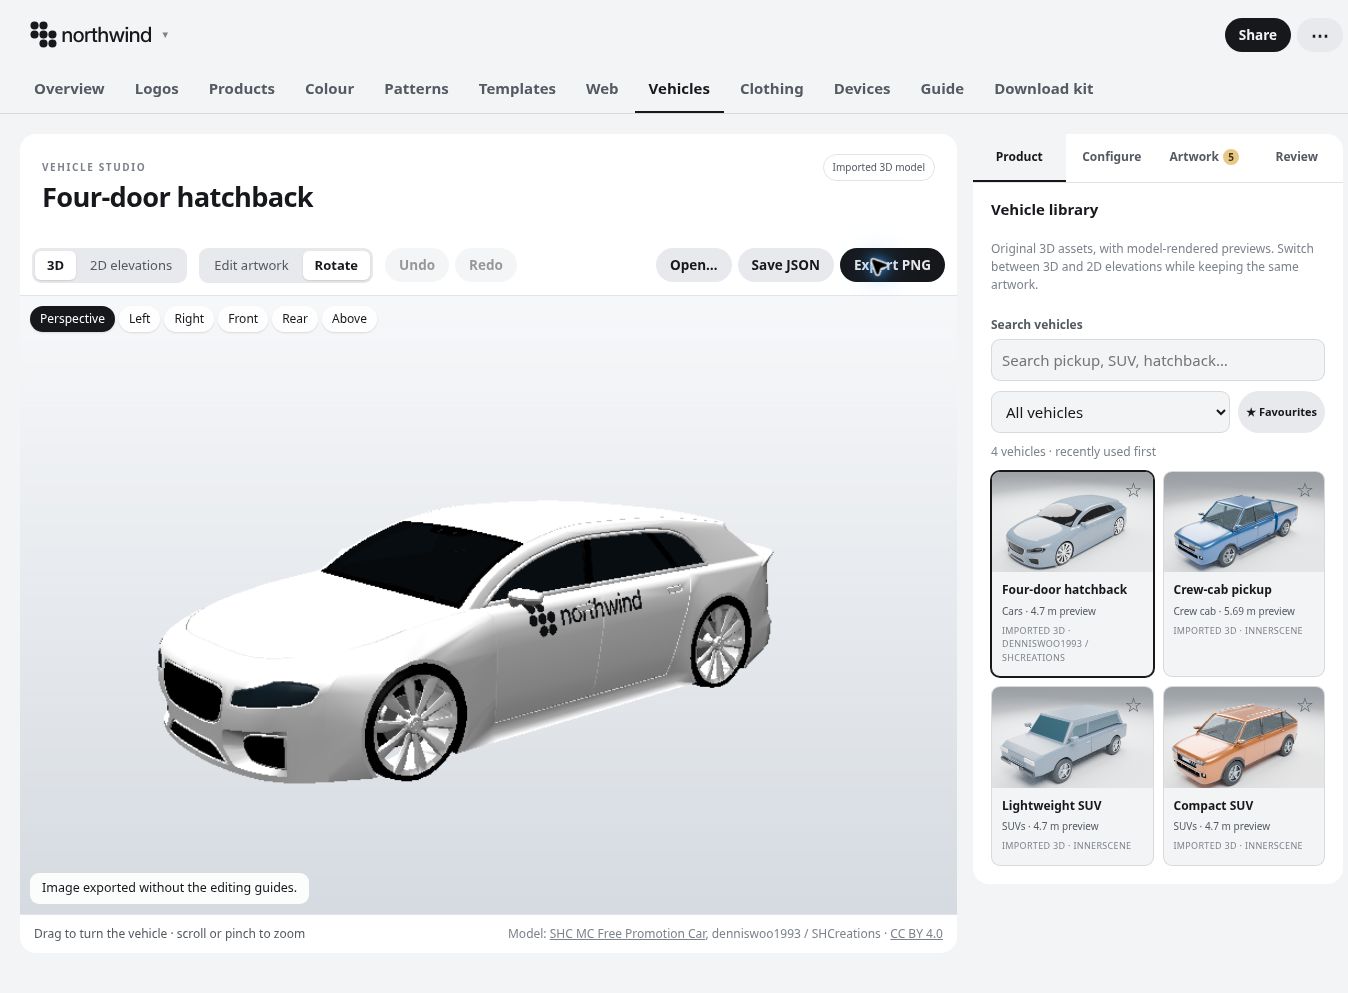 northwind
Share
Overview
Logos
Products
Colour
Patterns
Templates
Web
Vehicles
Clothing
Devices
Guide
Download kit
VEHICLE STUDIO
Four-door hatchback
Imported 3D model
3D
2D elevations
Edit artwork
Rotate
Undo
Redo
Open...
Save JSON
Export PNG
Perspective
Left
Right
Front
Rear
Above
northwind
Image exported without the editing guides.
Drag to turn the vehicle · scroll or pinch to zoom
Model: SHC MC Free Promotion Car, denniswoo1993 / SHCreations · CC BY 4.0
Product
Configure
Artwork 5
Review
Vehicle library
Original 3D assets, with model-rendered previews. Switch
between 3D and 2D elevations while keeping the same
artwork.
Search vehicles
Search pickup, SUV, hatchback...
All vehicles
★ Favourites
4 vehicles · recently used first
Four-door hatchback
Cars · 4.7 m preview
IMPORTED 3D ·
DENNISWOO1993 /
SHCREATIONS
Crew-cab pickup
Crew cab · 5.69 m preview
IMPORTED 3D · INNERSCENE
Lightweight SUV
SUVs · 4.7 m preview
IMPORTED 3D · INNERSCENE
Compact SUV
SUVs · 4.7 m preview
IMPORTED 3D · INNERSCENE